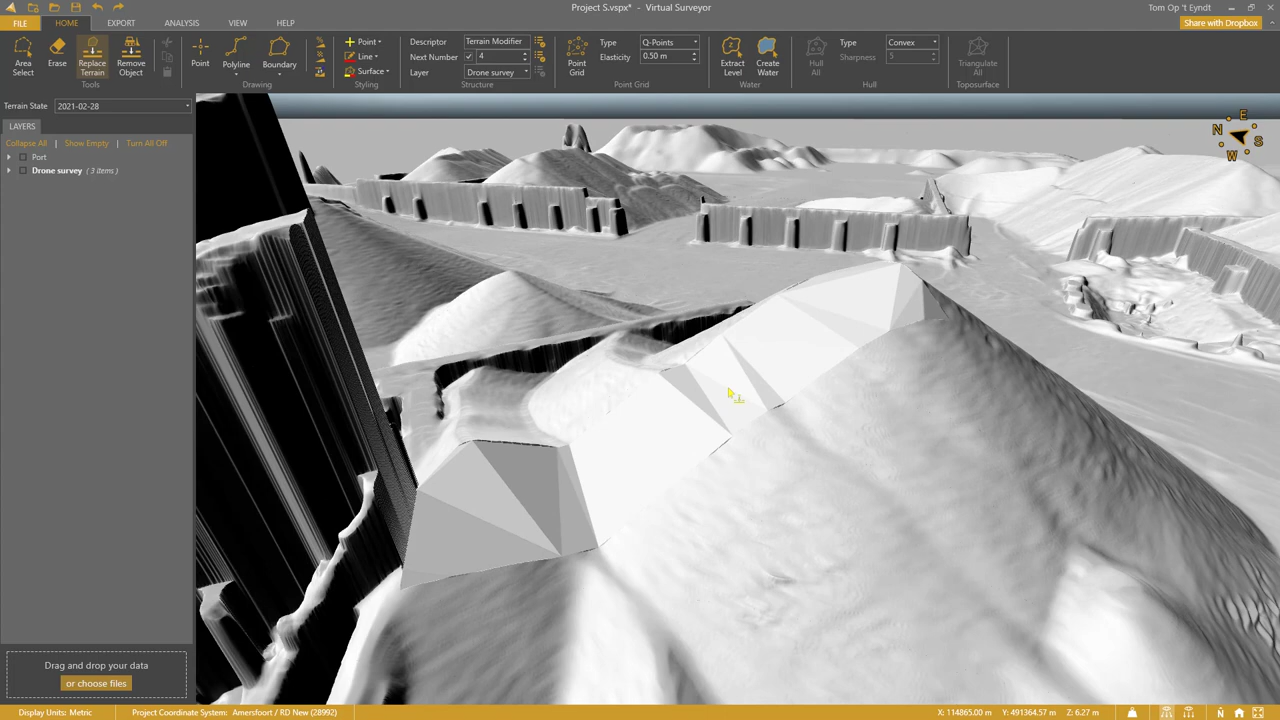 Project S.vspx* - Virtual Surveyor
Tom Op 't Eyndt
FILE HOME EXPORT ANALYSIS VIEW HELP
Share with Dropbox
Area Select
Erase
Replace Terrain
Remove Object
Tools
Point
Polyline
Boundary
Drawing
Point
Line
Surface
Styling
Descriptor Terrain Modifier
Next Number 4
Layer Drone survey
Structure
Point Grid
Type Q-Points
Elasticity 0.50 m
Point Grid
Extract Level
Create Water
Water
Hull All
Type Convex
Sharpness 5
Hull
Triangulate All
Toposurface
Terrain State 2021-02-28
LAYERS
Collapse All | Show Empty | Turn All Off
Port
Drone survey ( 3 items )
N E S W
Drag and drop your data
or choose files
Display Units: Metric
Project Coordinate System: Amersfoort / RD New (28992)
X: 114865.00 m Y: 491364.57 m Z: 6.27 m